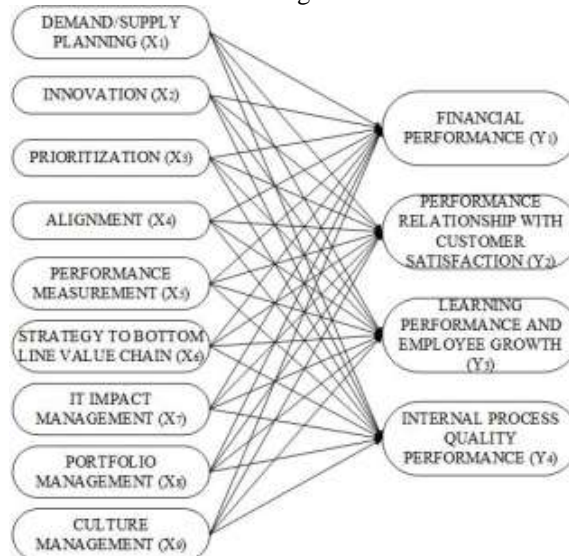 DEMAND/SUPPLY
PLANNING (X1)
INNOVATION (X2)
PRIORITIZATION (X3)
ALIGNMENT (X4)
PERFORMANCE
MEASUREMENT (X5)
STRATEGY TO BOTTOM
LINE VALUE CHAIN (X6)
IT IMPACT
MANAGEMENT (X7)
PORTFOLIO
MANAGEMENT (X8)
CULTURE
MANAGEMENT (X9)
FINANCIAL
PERFORMANCE (Y1)
PERFORMANCE
RELATIONSHIP WITH
CUSTOMER
SATISFACTION (Y2)
LEARNING
PERFORMANCE AND
EMPLOYEE GROWTH
(Y3)
INTERNAL PROCESS
QUALITY
PERFORMANCE (Y4)